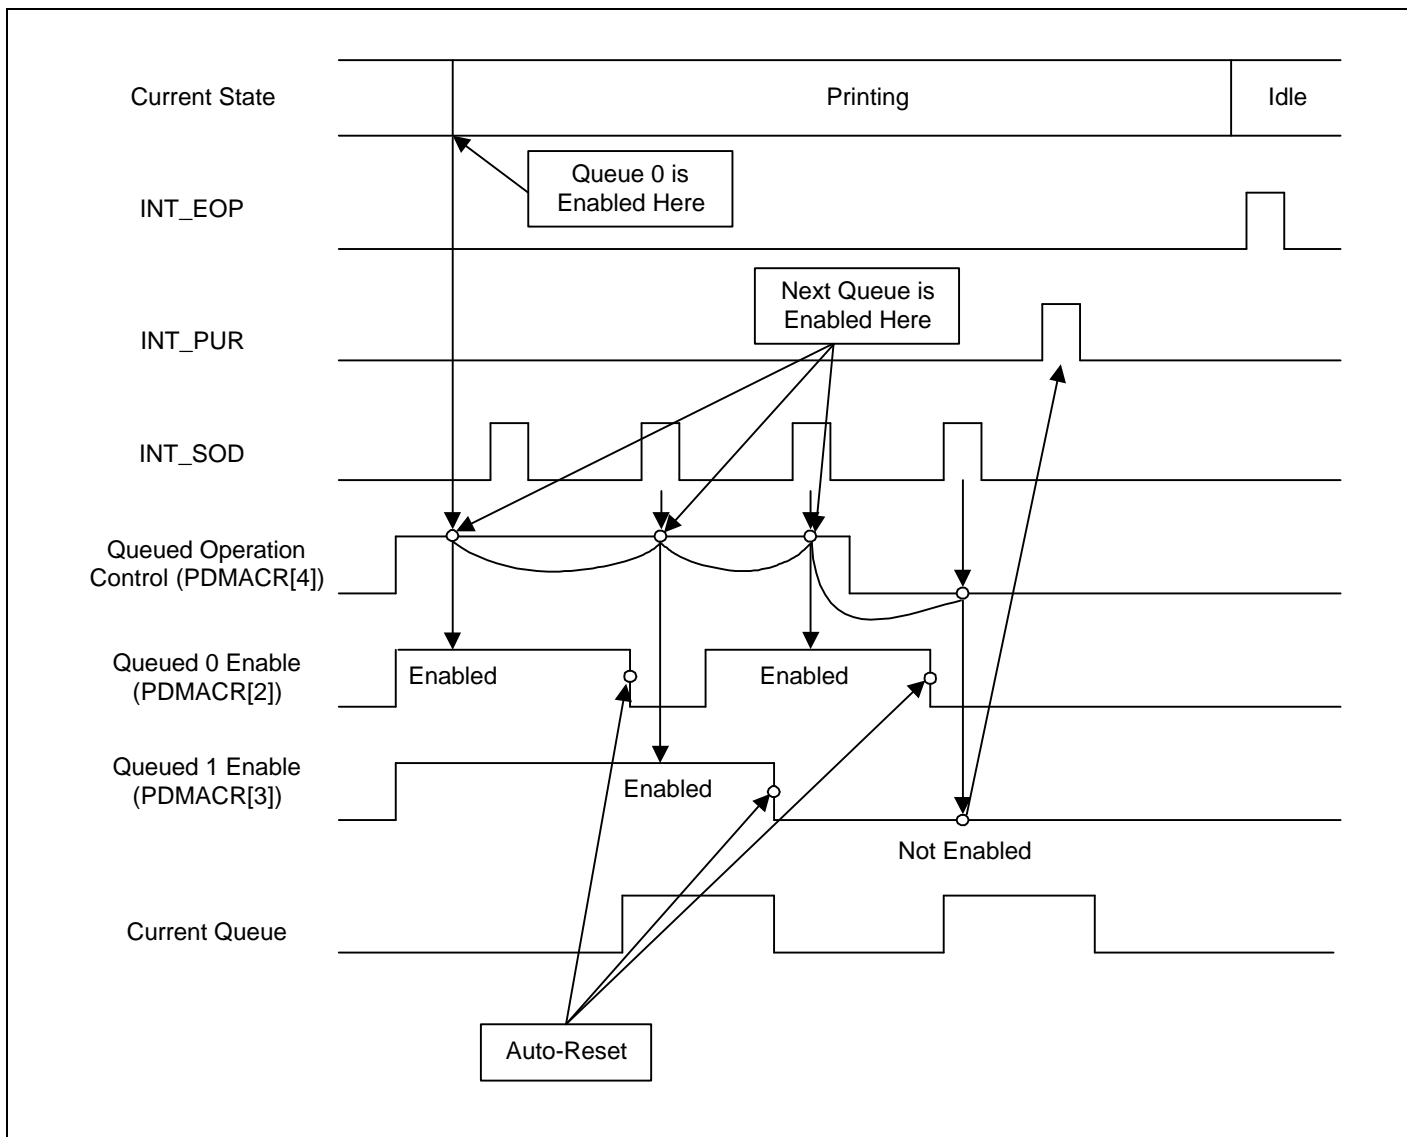 Current State
Printing
Idle
Queue 0 is
Enabled Here
INT_EOP
Next Queue is
Enabled Here
INT_PUR
INT_SOD
Queued Operation
Control (PDMACR[4])
Queued 0 Enable
(PDMACR[2])
Enabled
Enabled
Queued 1 Enable
(PDMACR[3])
Enabled
Not Enabled
Current Queue
Auto-Reset